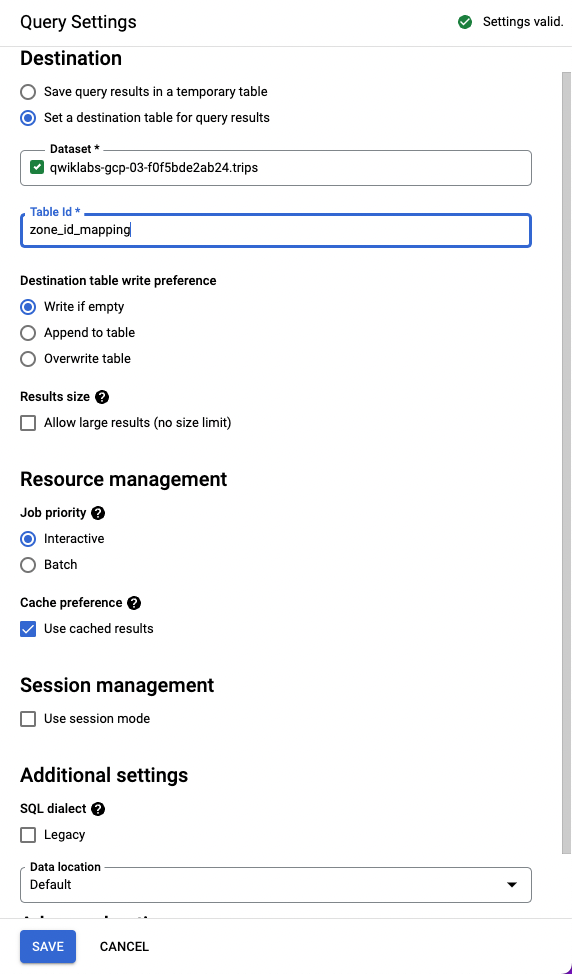 Query Settings
Settings valid.
Destination
Save query results in a temporary table
Set a destination table for query results
Dataset *
qwiklabs-gcp-03-f0f5bde2ab24.trips
Table Id *
zone_id_mapping
Destination table write preference
Write if empty
Append to table
Overwrite table
Results size ?
Allow large results (no size limit)
Resource management
Job priority ?
Interactive
Batch
Cache preference ?
Use cached results
Session management
Use session mode
Additional settings
SQL dialect ?
Legacy
Data location
Default
SAVE CANCEL